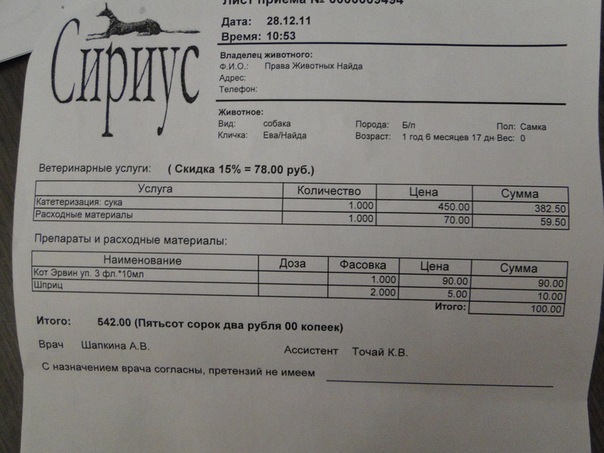 Лист приема № 0000009494
Сириус
Дата: 28.12.11
Время: 10:53
Владелец животного:
Ф.И.О.: Права Животных Найда
Адрес:
Телефон:
Животное:
Вид: собака Порода: Б/п Пол: Самка
Кличка: Ева/Найда Возраст: 1 год 6 месяцев 17 дн Вес: 0
Ветеринарные услуги: ( Скидка 15% = 78.00 руб.)
Услуга Количество Цена Сумма
Катетеризация: сука 1.000 450.00 382.50
Расходные материалы 1.000 70.00 59.50
Препараты и расходные материалы:
Наименование Доза Фасовка Цена Сумма
Кот Эрвин уп. 3 фл.*10мл 1.000 90.00 90.00
Шприц 2.000 5.00 10.00
Итого: 100.00
Итого: 542.00 (Пятьсот сорок два рубля 00 копеек)
Врач Шапкина А.В. Ассистент Точай К.В.
С назначением врача согласны, претензий не имеем